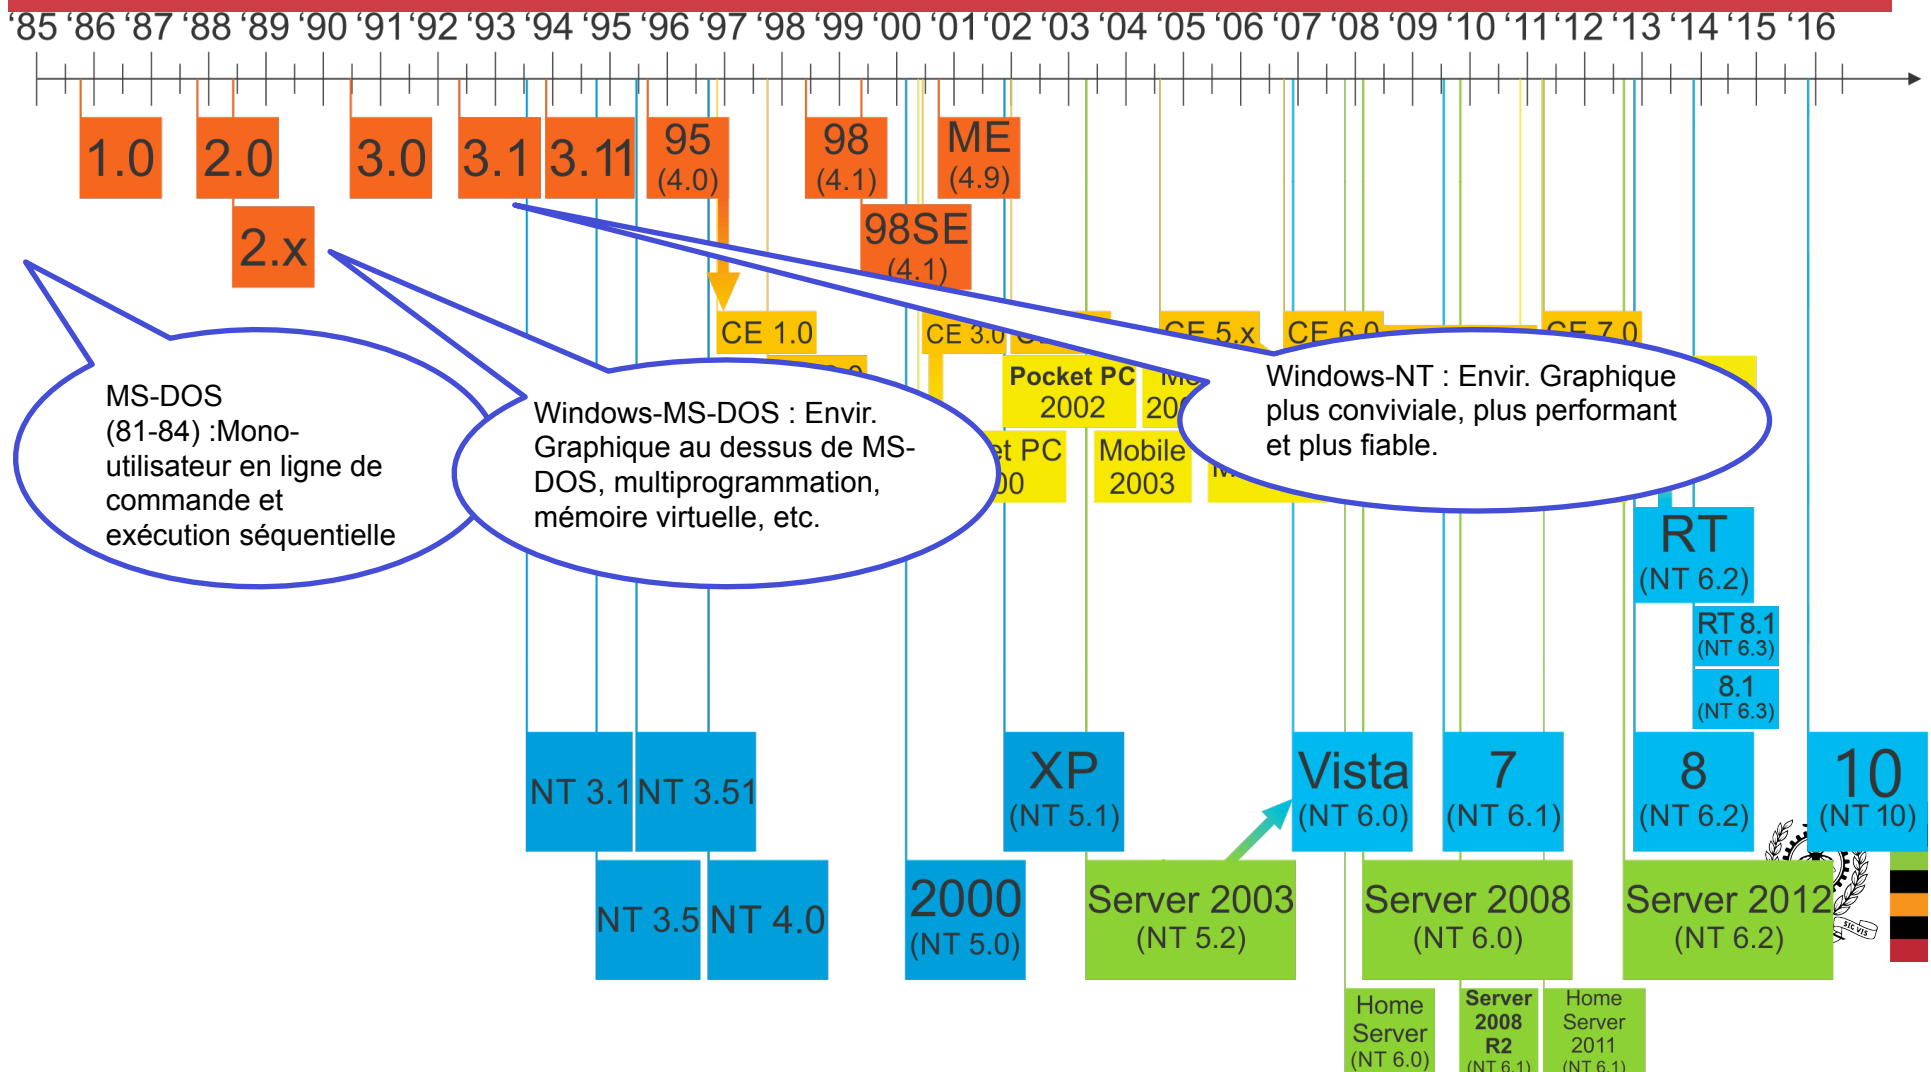 ‘85 ‘86 ‘87 ‘88 ‘89 ‘90 ‘91 ‘92 ‘93 ‘94 ‘95 ‘96 ‘97 ‘98 ‘99 ‘00 ‘01 ‘02 ‘03 ‘04 ‘05 ‘06 ‘07 ‘08 ‘09 ‘10 ‘11 ‘12 ‘13 ‘14 ‘15 ‘16
1.0
2.0
3.0
3.1
3.11
95
(4.0)
98
(4.1)
ME
(4.9)
2.x
98SE
(4.1)
CE 1.0
CE 3.0
CE 5.x
CE 6.0
CE 7.0
Pocket PC
2002
Mobile
2003
MS-DOS
(81-84) :Mono-
utilisateur en ligne de
commande et
exécution séquentielle
Windows-MS-DOS : Envir.
Graphique au dessus de MS-
DOS, multiprogrammation,
mémoire virtuelle, etc.
Windows-NT : Envir. Graphique
plus conviviale, plus performant
et plus fiable.
RT
(NT 6.2)
RT 8.1
(NT 6.3)
8.1
(NT 6.3)
NT 3.1
NT 3.51
XP
(NT 5.1)
Vista
(NT 6.0)
7
(NT 6.1)
8
(NT 6.2)
10
(NT 10)
NT 3.5
NT 4.0
2000
(NT 5.0)
Server 2003
(NT 5.2)
Server 2008
(NT 6.0)
Server 2012
(NT 6.2)
SIC VIS
Home
Server
(NT 6.0)
Server
2008
R2
(NT 6.1)
Home
Server
2011
(NT 6.1)